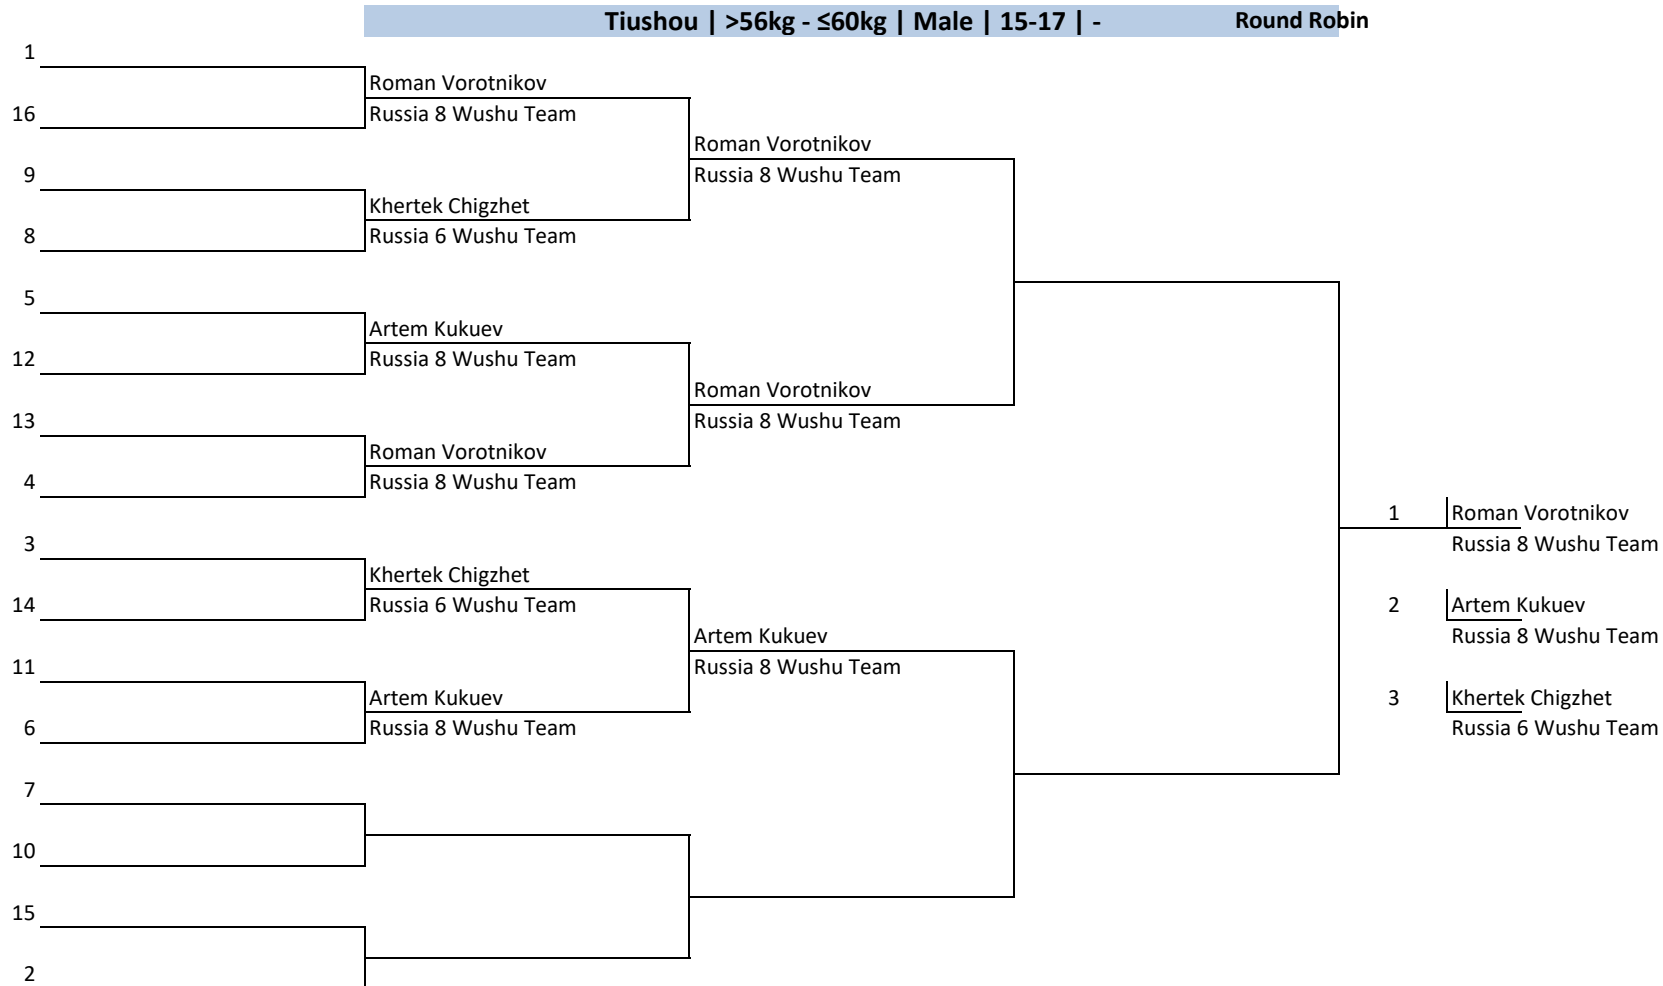 Tiushou | >56kg - ≤60kg | Male | 15-17 | - Round Robin
1
Roman Vorotnikov
16 Russia 8 Wushu Team
Roman Vorotnikov
9 Russia 8 Wushu Team
Khertek Chigzhet
8 Russia 6 Wushu Team
5
Artem Kukuev
12 Russia 8 Wushu Team
Roman Vorotnikov
13 Russia 8 Wushu Team
Roman Vorotnikov
4 Russia 8 Wushu Team
1 Roman Vorotnikov
3 Russia 8 Wushu Team
Khertek Chigzhet
14 Russia 6 Wushu Team 2 Artem Kukuev
Artem Kukuev Russia 8 Wushu Team
11 Russia 8 Wushu Team
Artem Kukuev 3 Khertek Chigzhet
6 Russia 8 Wushu Team Russia 6 Wushu Team
7
10
15
2